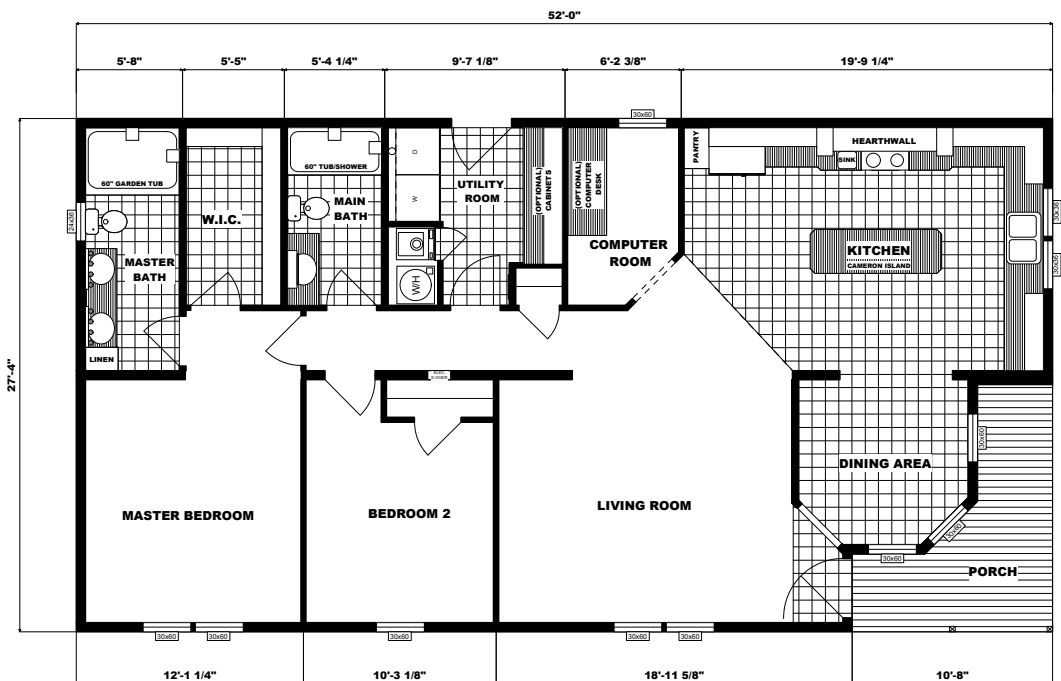 52'-0"
5'-8"
5'-5"
5'-4 1/4"
9'-7 1/8"
6'-2 3/8"
19'-9 1/4"
30x60
60" GARDEN TUB
60" TUB/SHOWER
D
W
UTILITY
ROOM
(OPTIONAL)
CABINETS
(OPTIONAL)
COMPUTER
DESK
PANTRY
HEARTHWALL
SINK
24x36
W.I.C.
MAIN
BATH
MASTER
BATH
COMPUTER
ROOM
KITCHEN
CAMERON ISLAND
30x36
30x36
W/H
LINEN
27'-4"
ELEC.
X-OVER
30x60
DINING AREA
MASTER BEDROOM
BEDROOM 2
LIVING ROOM
30x60
30x60
PORCH
30x60
30x60
30x60
30x60
30x60
12'-1 1/4"
10'-3 1/8"
18'-11 5/8"
10'-8"